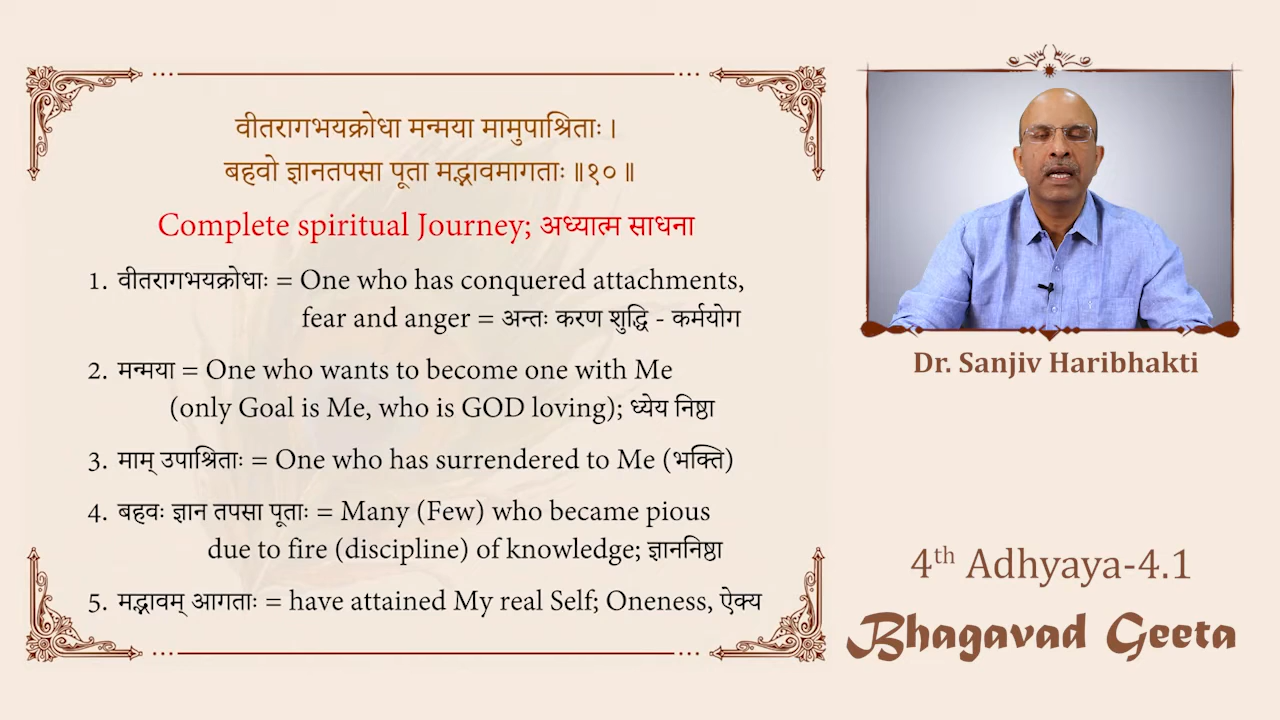 वीतरागभयक्रोधा मन्मया मामुपाश्रिताः ।
बहवो ज्ञानतपसा पूता मद्भावमागताः ॥१०॥
Complete spiritual Journey; अध्यात्म साधना
1. वीतरागभयक्रोधाः = One who has conquered attachments,
fear and anger = अन्तः करण शुद्धि - कर्मयोग
2. मन्मया = One who wants to become one with Me
(only Goal is Me, who is GOD loving); ध्येय निष्ठा
3. माम् उपाश्रिताः = One who has surrendered to Me (भक्ति)
4. बहवः ज्ञान तपसा पूताः = Many (Few) who became pious
due to fire (discipline) of knowledge; ज्ञाननिष्ठा
5. मद्भावम् आगताः = have attained My real Self; Oneness, ऐक्य
Dr. Sanjiv Haribhakti
4th Adhyaya-4.1
Bhagavad Geeta